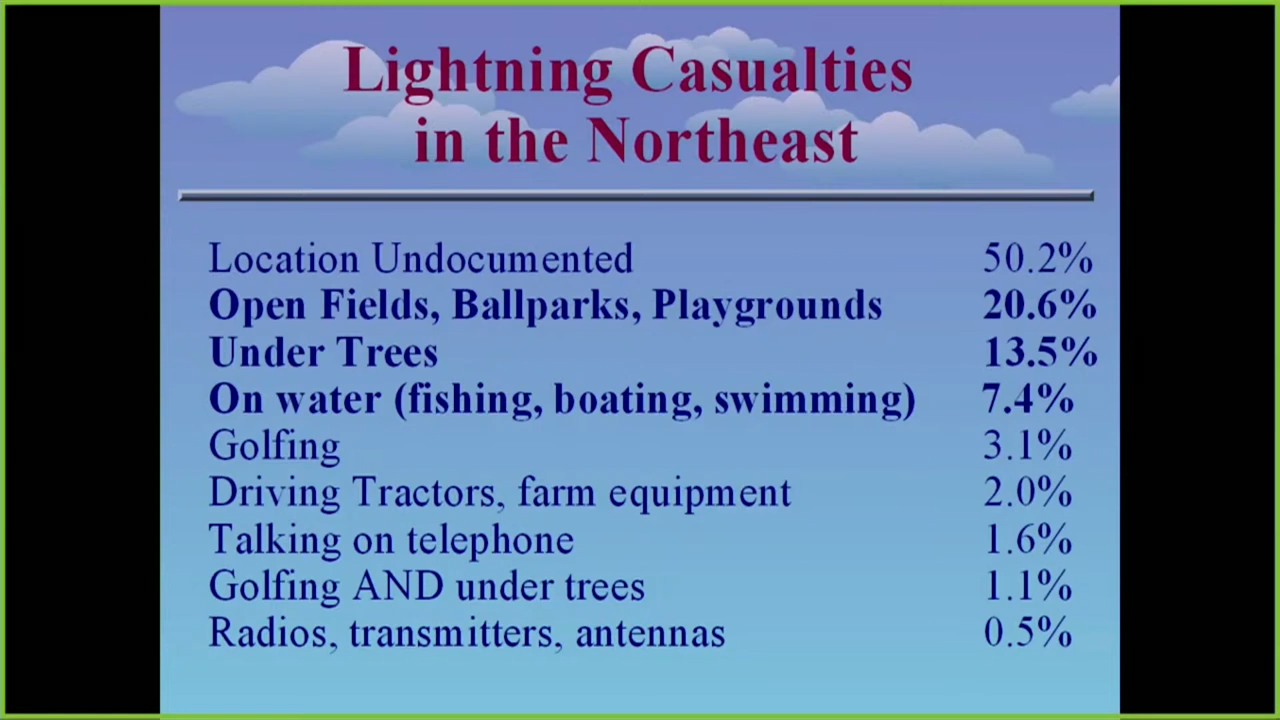 Lightning Casualties
in the Northeast
Location Undocumented 50.2%
Open Fields, Ballparks, Playgrounds 20.6%
Under Trees 13.5%
On water (fishing, boating, swimming) 7.4%
Golfing 3.1%
Driving Tractors, farm equipment 2.0%
Talking on telephone 1.6%
Golfing AND under trees 1.1%
Radios, transmitters, antennas 0.5%